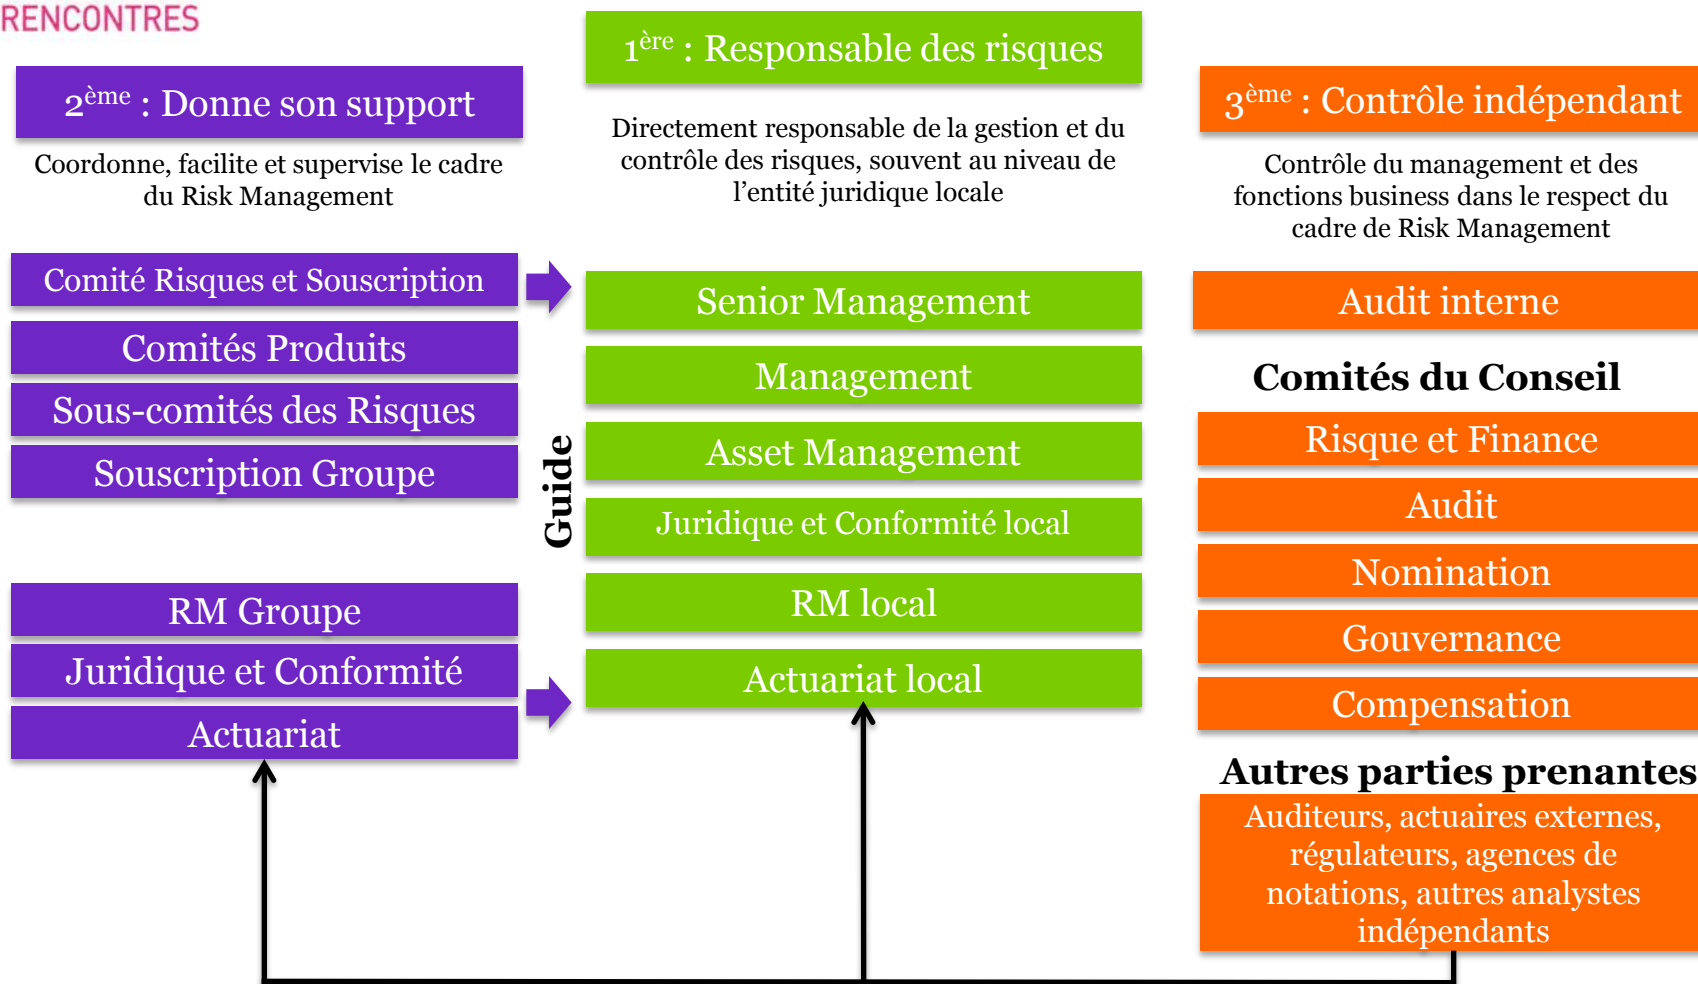 RENCONTRES
2ème : Donne son support
Coordonne, facilite et supervise le cadre
du Risk Management
Comité Risques et Souscription
Comités Produits
Sous-comités des Risques
Souscription Groupe
RM Groupe
Juridique et Conformité
Actuariat
Guide
1ère : Responsable des risques
Directement responsable de la gestion et du
contrôle des risques, souvent au niveau de
l’entité juridique locale
Senior Management
Management
Asset Management
Juridique et Conformité local
RM local
Actuariat local
3ème : Contrôle indépendant
Contrôle du management et des
fonctions business dans le respect du
cadre de Risk Management
Audit interne
Comités du Conseil
Risque et Finance
Audit
Nomination
Gouvernance
Compensation
Autres parties prenantes
Auditeurs, actuaires externes,
régulateurs, agences de
notations, autres analystes
indépendants